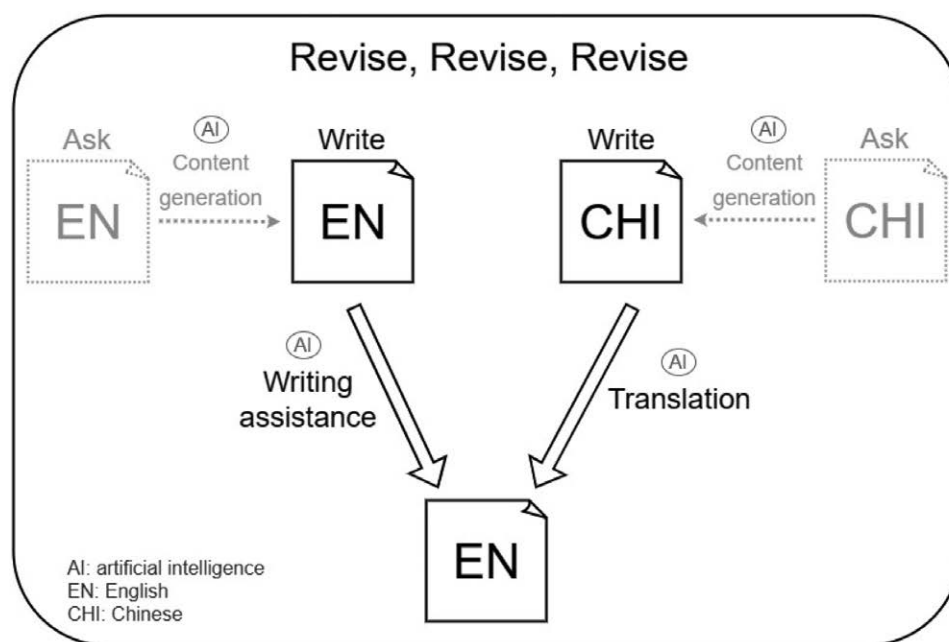 Revise, Revise, Revise
Ask
EN
AI
Content
generation
Write
EN
Write
CHI
AI
Content
generation
Ask
CHI
AI
Writing
assistance
AI
Translation
EN
AI: artificial intelligence
EN: English
CHI: Chinese